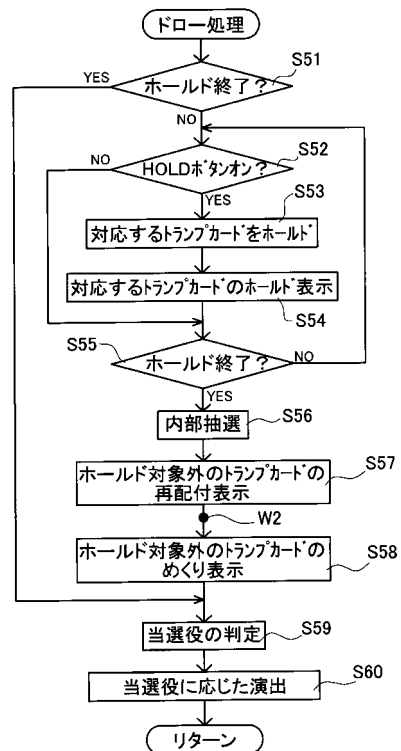 ドロー処理
S51
YES
ホールド終了?
NO
S52
NO
HOLDボタンオン?
S53
YES
対応するトランプカードをホールド
対応するトランプカードのホールド表示
S54
S55
ホールド終了?
NO
YES
S56
内部抽選
S57
ホールド対象外のトランプカードの
再配付表示
W2
ホールド対象外のトランプカードの
めくり表示
S58
当選役の判定
S59
当選役に応じた演出
S60
リターン